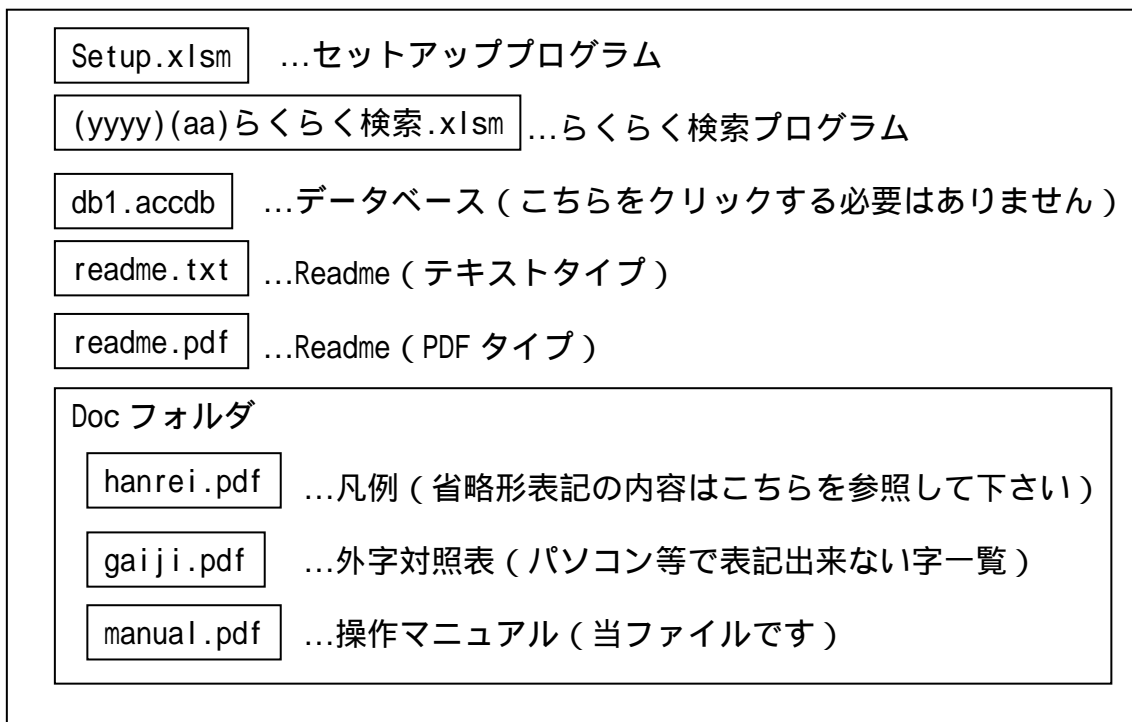 Setup.xlsm …セットアッププログラム
(yyyy)(aa)らくらく検索.xlsm …らくらく検索プログラム
db1.accdb …データベース(こちらをクリックする必要はありません)
readme.txt …Readme(テキストタイプ)
readme.pdf …Readme(PDF タイプ)
Doc フォルダ
hanrei.pdf …凡例(省略形表記の内容はこちらを参照して下さい)
gaiji.pdf …外字対照表(パソコン等で表記出来ない字一覧)
manual.pdf …操作マニュアル(当ファイルです)